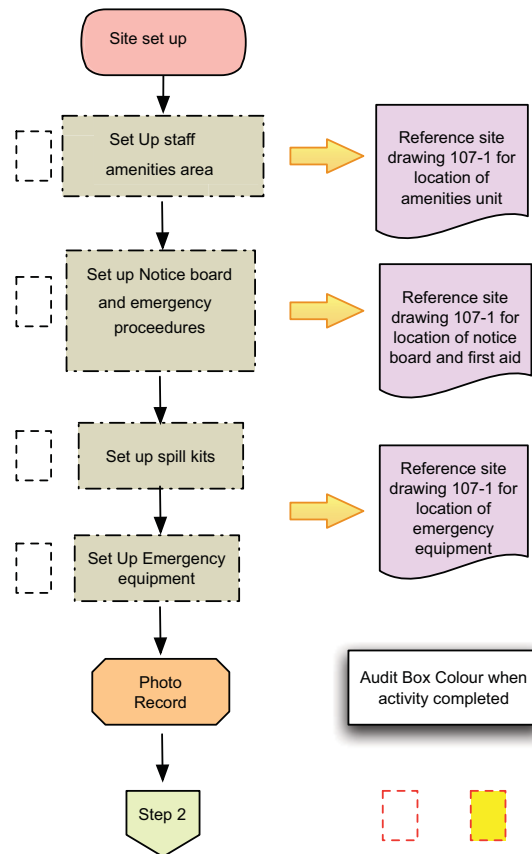 Site set up
Set Up staff
amenities area
Reference site
drawing 107-1 for
location of
amenities unit
Set up Notice board
and emergency
proceedures
Reference site
drawing 107-1 for
location of notice
board and first aid
Set up spill kits
Reference site
drawing 107-1 for
location of
emergency
equipment
Set Up Emergency
equipment
Photo
Record
Audit Box Colour when
activity completed
Step 2